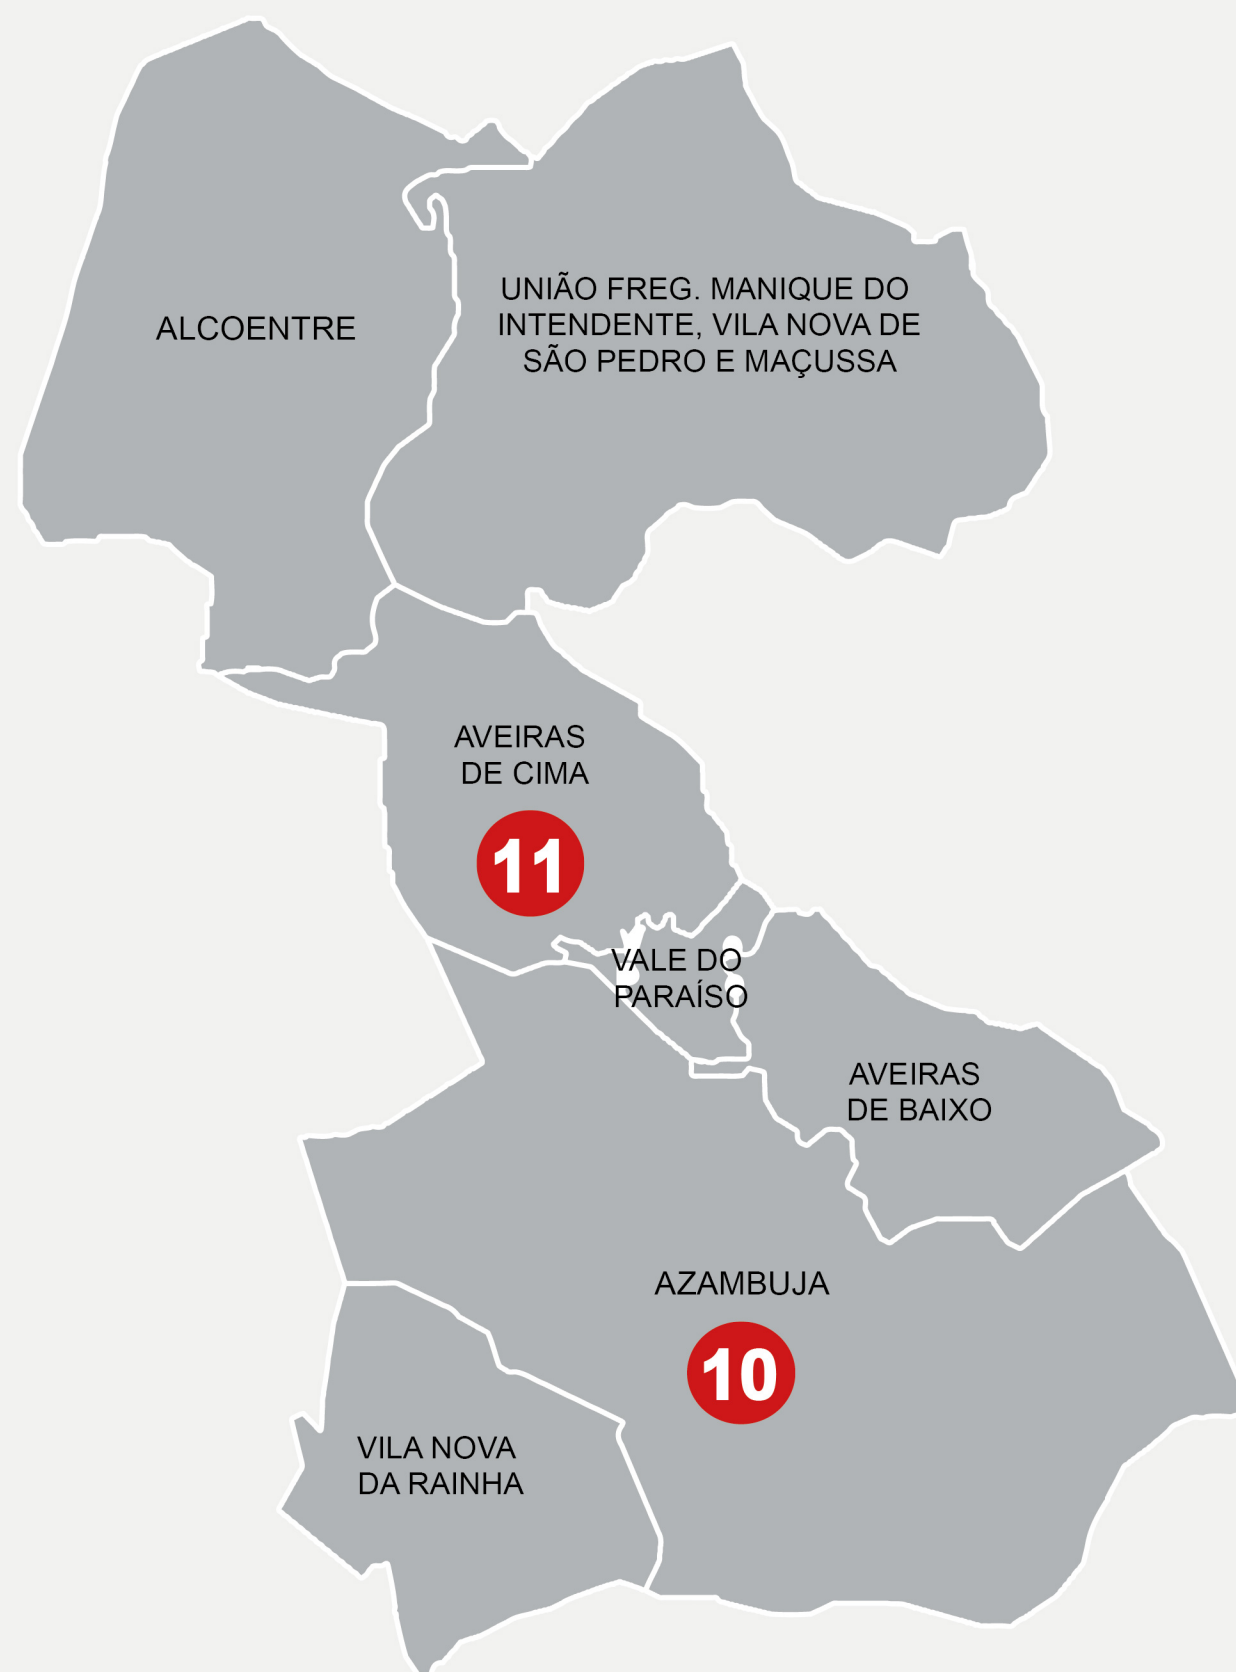 ALCOENTRE
UNIÃO FREG. MANIQUE DO
INTENDENTE, VILA NOVA DE
SÃO PEDRO E MAÇUSSA
AVEIRAS
DE CIMA
11
VALE DO
PARAÍSO
AVEIRAS
DE BAIXO
AZAMBUJA
10
VILA NOVA
DA RAINHA